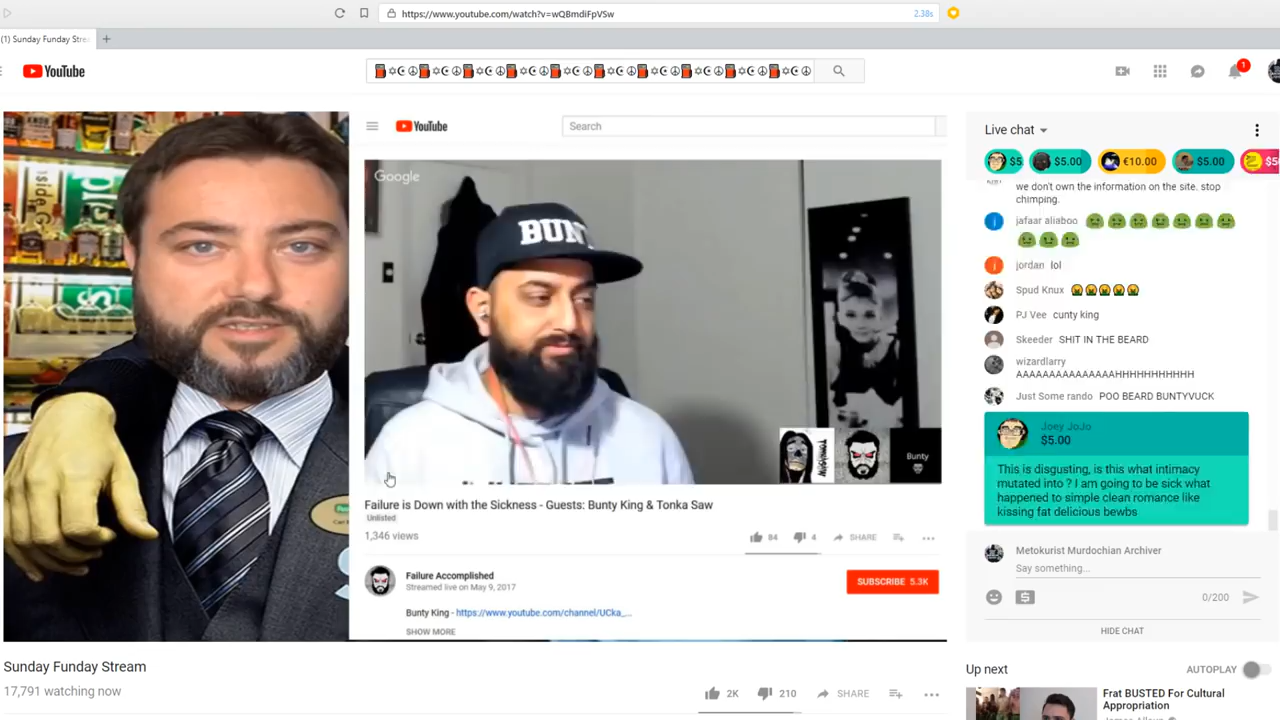 https://www.youtube.com/watch?v=wQBmdiFpVSw
2.38s
(1) Sunday Funday Stre
YouTube
1
YouTube
Search
Google
BUNT
Bunty
Failure is Down with the Sickness - Guests: Bunty King & Tonka Saw
Unlisted
1,346 views
84
4
SHARE
Failure Accomplished
Streamed live on May 9, 2017
SUBSCRIBE 5.3K
Bunty King - https://www.youtube.com/channel/UCka_...
SHOW MORE
Sunday Funday Stream
17,791 watching now
2K
210
SHARE
Live chat
$5
$5.00
€10.00
$5.00
we don't own the information on the site. stop
chimping.
jafaar aliaboo
jordan lol
Spud Knux
PJ Vee cunty king
Skeeder SHIT IN THE BEARD
wizardlarry
AAAAAAAAAAAAAAHHHHHHHHHHH
Just Some rando POO BEARD BUNTYVUCK
Joey JoJo
$5.00
This is disgusting, is this what intimacy
mutated into ? I am going to be sick what
happened to simple clean romance like
kissing fat delicious bewbs
Metokurist Murdochian Archiver
Say something...
0/200
HIDE CHAT
Up next
AUTOPLAY
Frat BUSTED For Cultural
Appropriation